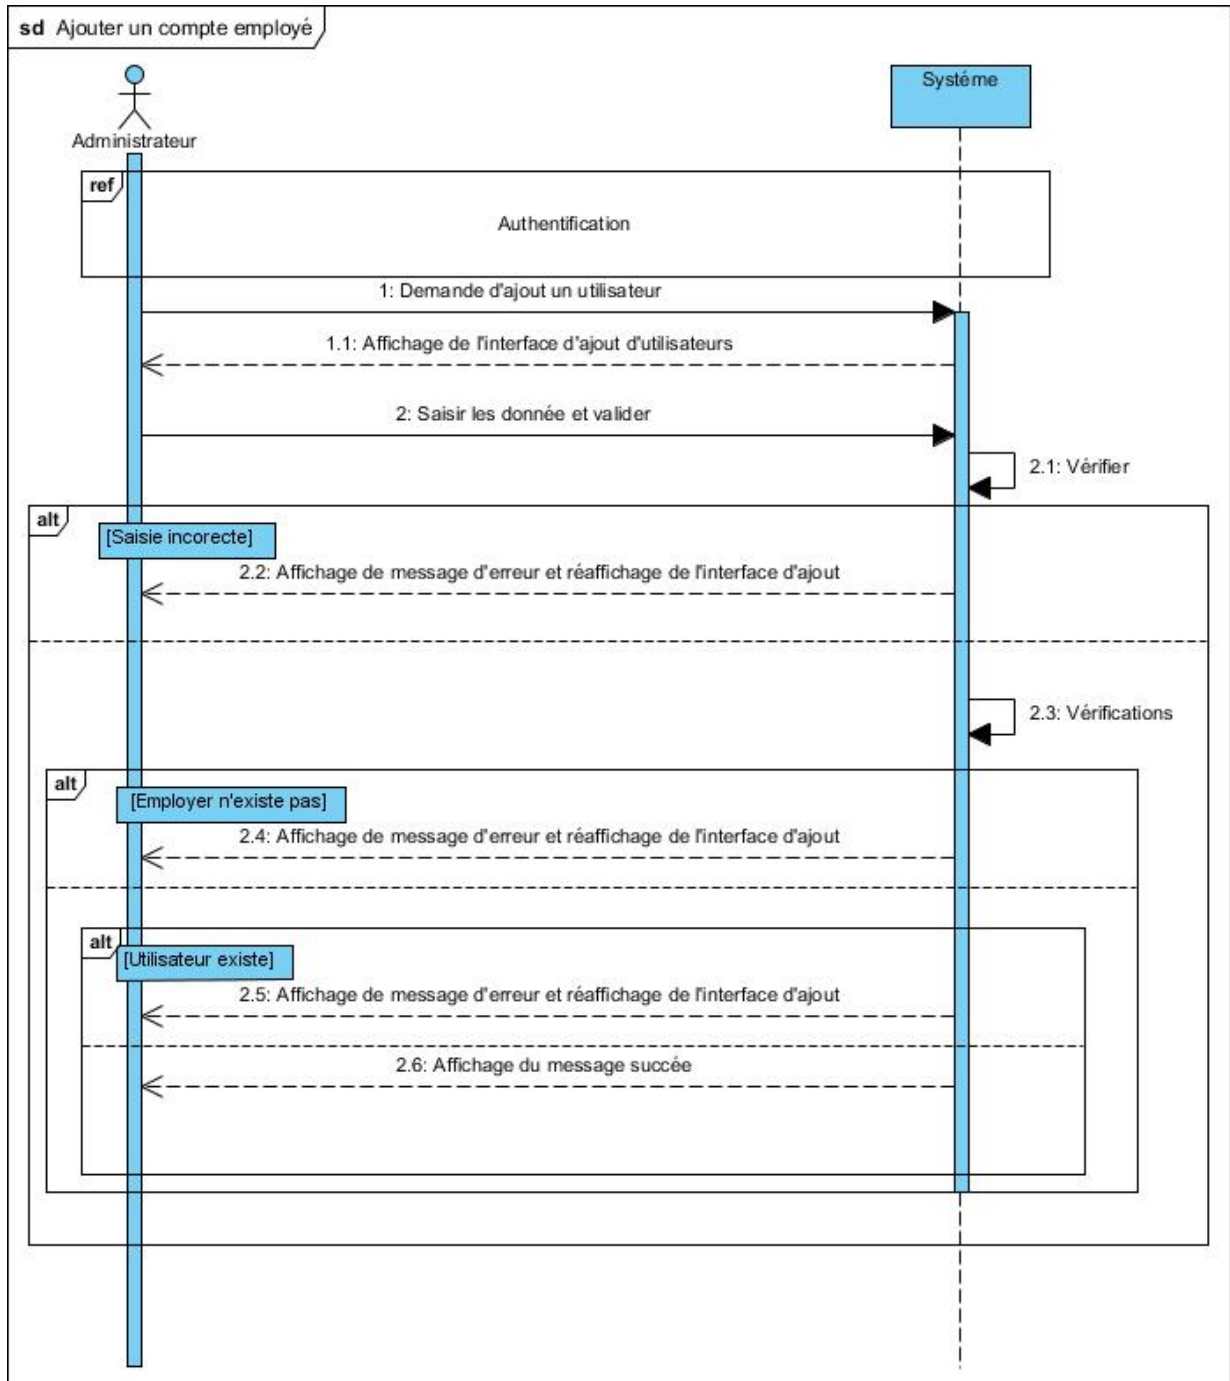 sd Ajouter un compte employé
Systéme
Administrateur
ref
Authentification
1: Demande d'ajout un utilisateur
1.1: Affichage de l'interface d'ajout d'utilisateurs
2: Saisir les donnée et valider
2.1: Vérifier
alt
[Saisie incorecte]
2.2: Affichage de message d'erreur et réaffichage de l'interface d'ajout
2.3: Vérifications
alt
[Employer n'existe pas]
2.4: Affichage de message d'erreur et réaffichage de l'interface d'ajout
alt
[Utilisateur existe]
2.5: Affichage de message d'erreur et réaffichage de l'interface d'ajout
2.6: Affichage du message succée